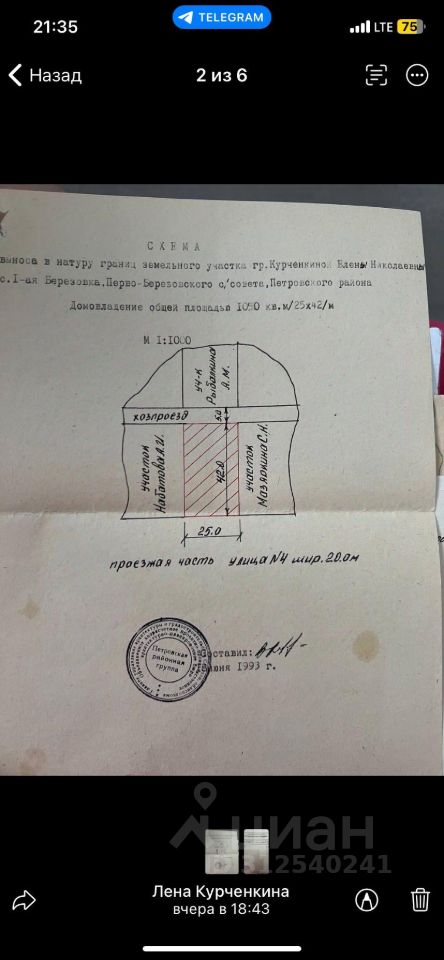 21:35
TELEGRAM
LTE 75
Назад
2 из 6
СХЕМА
выноса в натуру границ земельного участка гр.Курченкиной Елены Николаевны
с.I-ая Березовка,Перво-Березовского с/совета,Петровского района
Домовладение общей площадью 1050 кв.м/25х42/м
М 1:1000
уч-к
Рыбалкина
А.М.
хозпроезд
5.0
участок
Набатова А.И.
42.0
участок
Мазяркина С.Н.
25.0
проезжая часть улица №4 шир. 20.0м
Петровская
районная
группа
Составил:
июня 1993 г.
циан
312540241
Лена Курченкина
вчера в 18:43